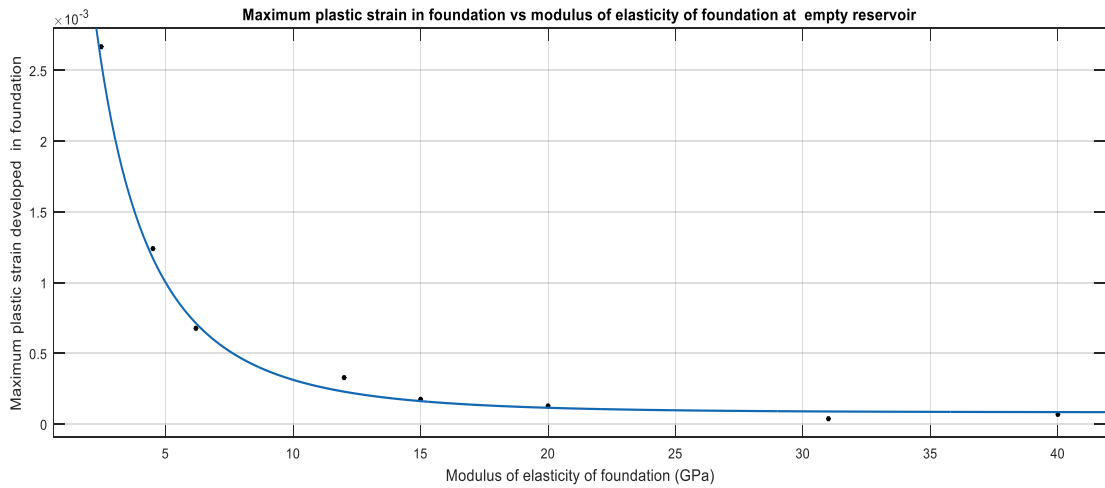 Maximum plastic strain in foundation vs modulus of elasticity of foundation at empty reservoir
×10⁻³
2.5
2
1.5
1
0.5
0
Maximum plastic strain developed in foundation
5 10 15 20 25 30 35 40
Modulus of elasticity of foundation (GPa)